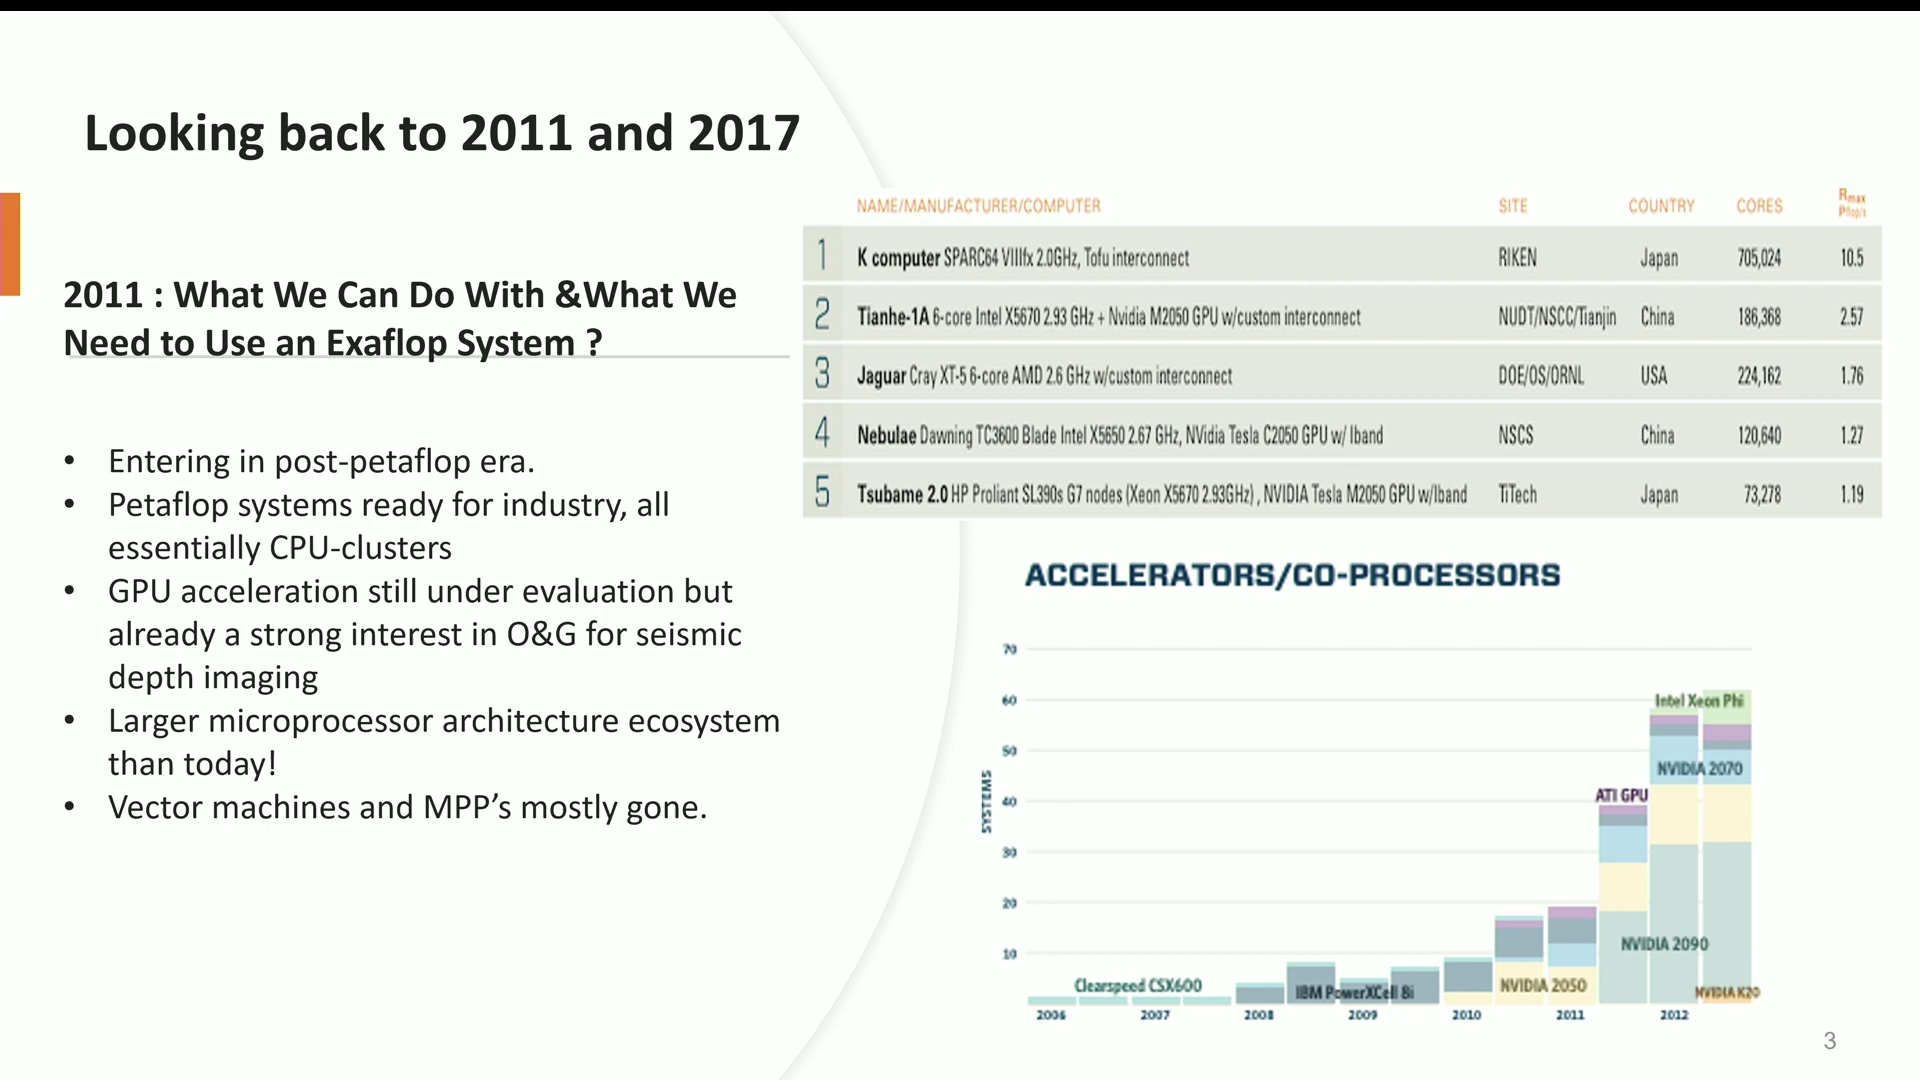 Looking back to 2011 and 2017
2011 : What We Can Do With &What We
Need to Use an Exaflop System ?
• Entering in post-petaflop era.
• Petaflop systems ready for industry, all
essentially CPU-clusters
• GPU acceleration still under evaluation but
already a strong interest in O&G for seismic
depth imaging
• Larger microprocessor architecture ecosystem
than today!
• Vector machines and MPP’s mostly gone.
NAME/MANUFACTURER/COMPUTER SITE COUNTRY CORES Rmax Pflop/s
1 K computer SPARC64 VIIIfx 2.0GHz, Tofu interconnect RIKEN Japan 705,024 10.5
2 Tianhe-1A 6-core Intel X5670 2.93 GHz + Nvidia M2050 GPU w/custom interconnect NUDT/NSCC/Tianjin China 186,368 2.57
3 Jaguar Cray XT-5 6-core AMD 2.6 GHz w/custom interconnect DOE/OS/ORNL USA 224,162 1.76
4 Nebulae Dawning TC3600 Blade Intel X5650 2.67 GHz, NVidia Tesla C2050 GPU w/ Iband NSCS China 120,640 1.27
5 Tsubame 2.0 HP Proliant SL390s G7 nodes (Xeon X5670 2.93GHz) , NVIDIA Tesla M2050 GPU w/Iband TiTech Japan 73,278 1.19
ACCELERATORS/CO-PROCESSORS
70
60
50
40
30
20
10
SYSTEMS
Intel Xeon Phi
NVIDIA 2070
ATI GPU
NVIDIA 2090
Clearspeed CSX600
IBM PowerXCell 8i
NVIDIA 2050
NVIDIA K20
2006 2007 2008 2009 2010 2011 2012
3